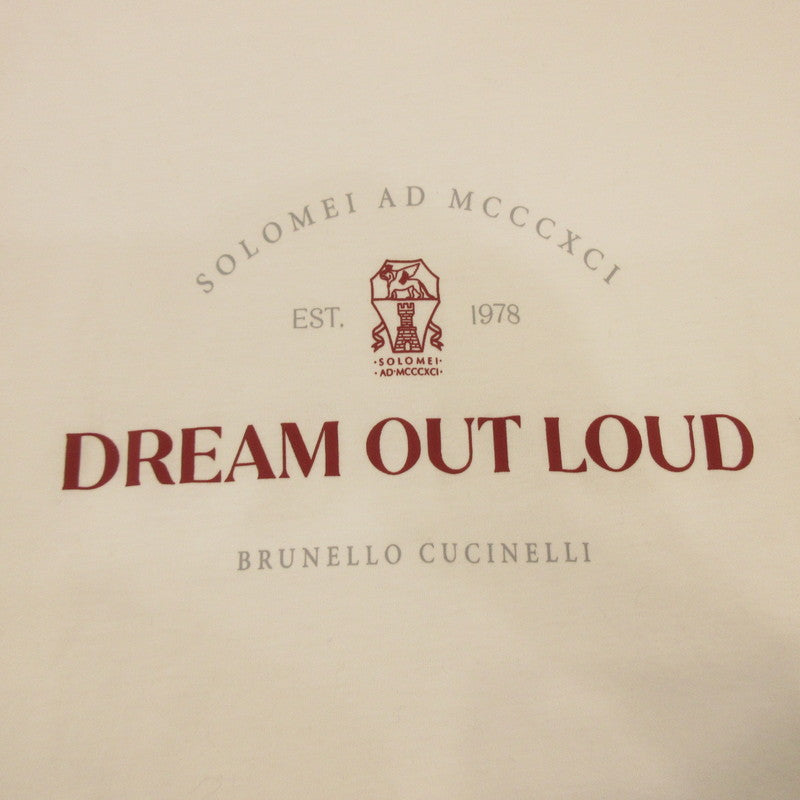 SOLOMEI AD MCCCXCI
EST. 1978
·SOLOMEI·
·AD·MCCCXCI·
DREAM OUT LOUD
BRUNELLO CUCINELLI